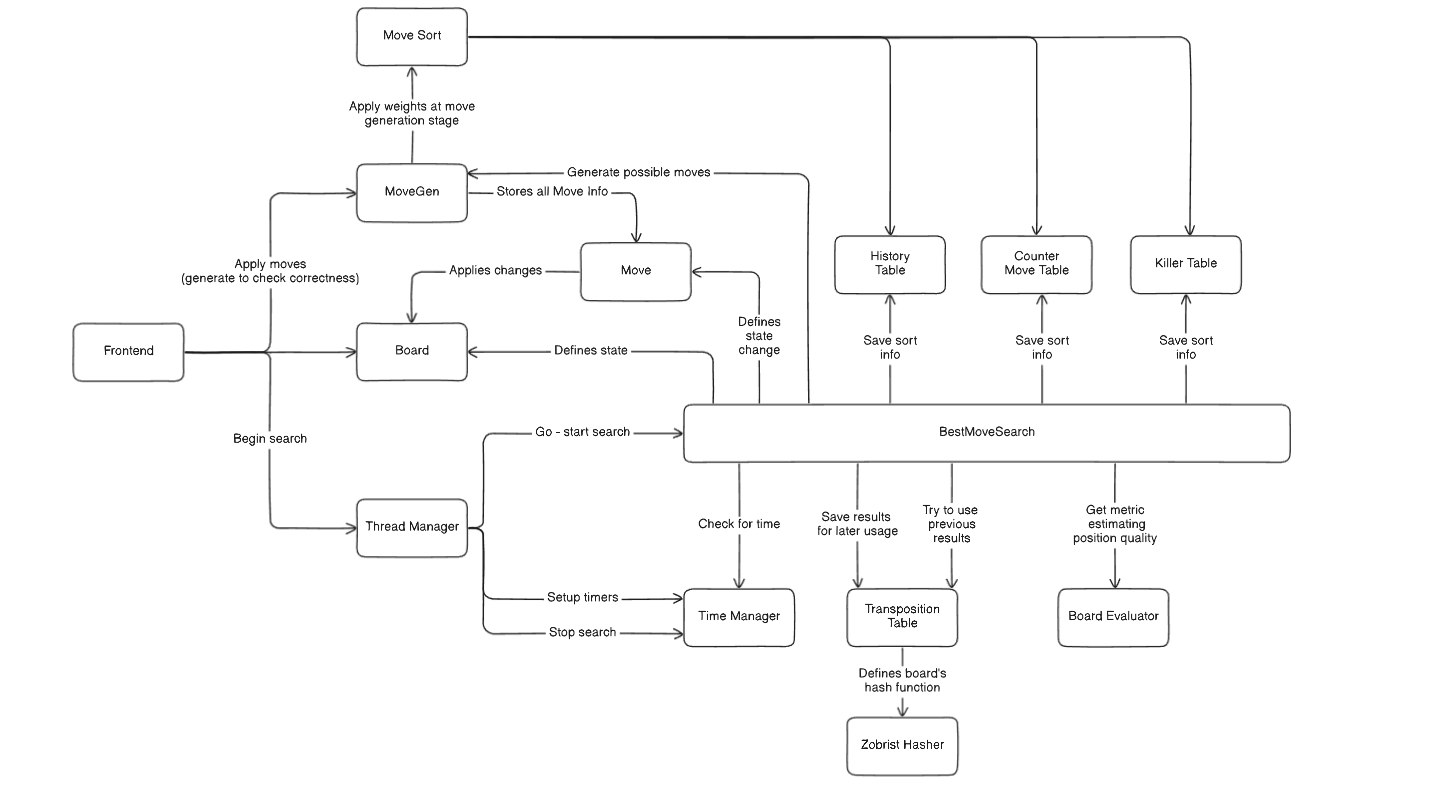 Move Sort
Apply weights at move
generation stage
Generate possible moves
MoveGen
Stores all Move Info
History
Table
Counter
Move Table
Killer Table
Apply moves
(generate to check correctness)
Applies changes
Move
Defines
state
change
Save sort
info
Save sort
info
Save sort
info
Frontend
Board
Defines state
Begin search
Go - start search
BestMoveSearch
Thread Manager
Check for time
Save results
for later usage
Try to use
previous
results
Get metric
estimating
position quality
Setup timers
Stop search
Time Manager
Transposition
Table
Board Evaluator
Defines board's
hash function
Zobrist Hasher